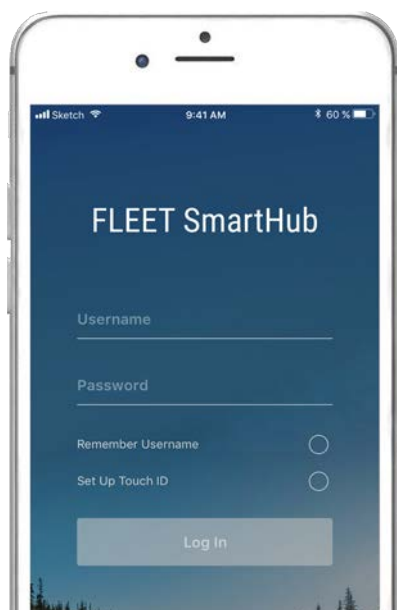 Sketch 9:41 AM 60 %
FLEET SmartHub
Username
Password
Remember Username
Set Up Touch ID
Log In